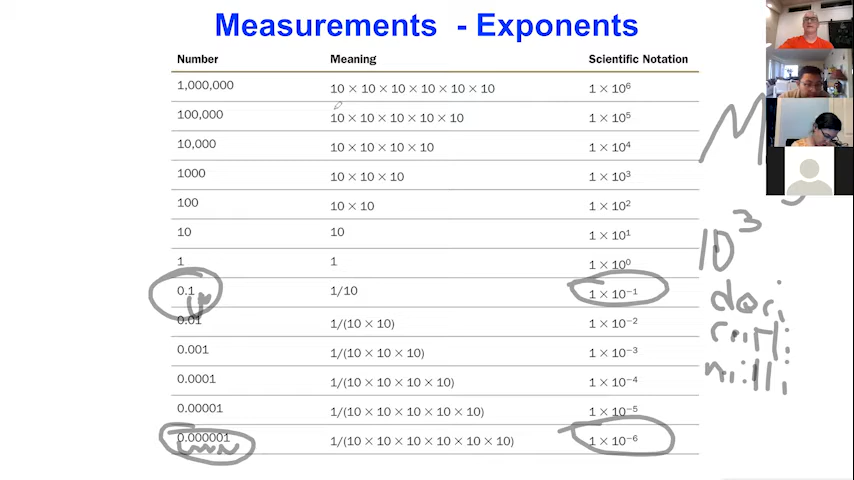 Measurements - Exponents
Number Meaning Scientific Notation
1,000,000 10 × 10 × 10 × 10 × 10 × 10 1 × 10⁶
100,000 10 × 10 × 10 × 10 × 10 1 × 10⁵
10,000 10 × 10 × 10 × 10 1 × 10⁴
1000 10 × 10 × 10 1 × 10³
100 10 × 10 1 × 10²
10 10 1 × 10¹
1 1 1 × 10⁰
0.1 1/10 1 × 10⁻¹
0.01 1/(10 × 10) 1 × 10⁻²
0.001 1/(10 × 10 × 10) 1 × 10⁻³
0.0001 1/(10 × 10 × 10 × 10) 1 × 10⁻⁴
0.00001 1/(10 × 10 × 10 × 10 × 10) 1 × 10⁻⁵
0.000001 1/(10 × 10 × 10 × 10 × 10 × 10) 1 × 10⁻⁶
M
10³
deci
centi
milli